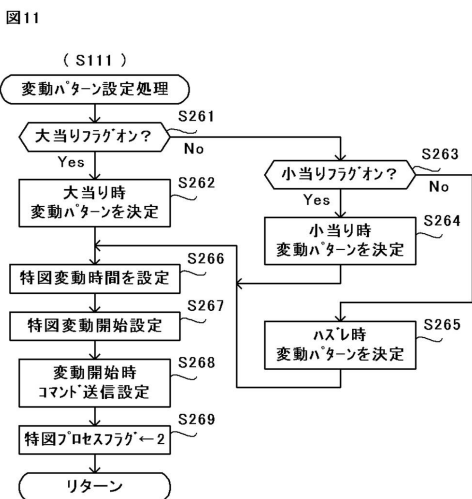 図11
( S111 )
変動パターン設定処理
S261
大当りフラグオン?
No
Yes
S262
大当り時
変動パターンを決定
S263
小当りフラグオン?
No
Yes
S264
小当り時
変動パターンを決定
S265
ハズレ時
変動パターンを決定
S266
特図変動時間を設定
S267
特図変動開始設定
S268
変動開始時
コマンド送信設定
S269
特図プロセスフラグ←2
リターン